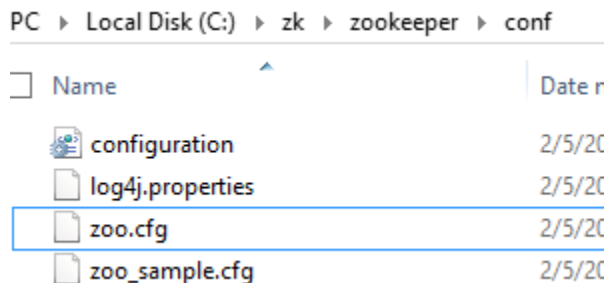 PC Local Disk (C:) zk zookeeper conf
Name Date
configuration 2/5/20
log4j.properties 2/5/20
zoo.cfg 2/5/20
zoo_sample.cfg 2/5/20